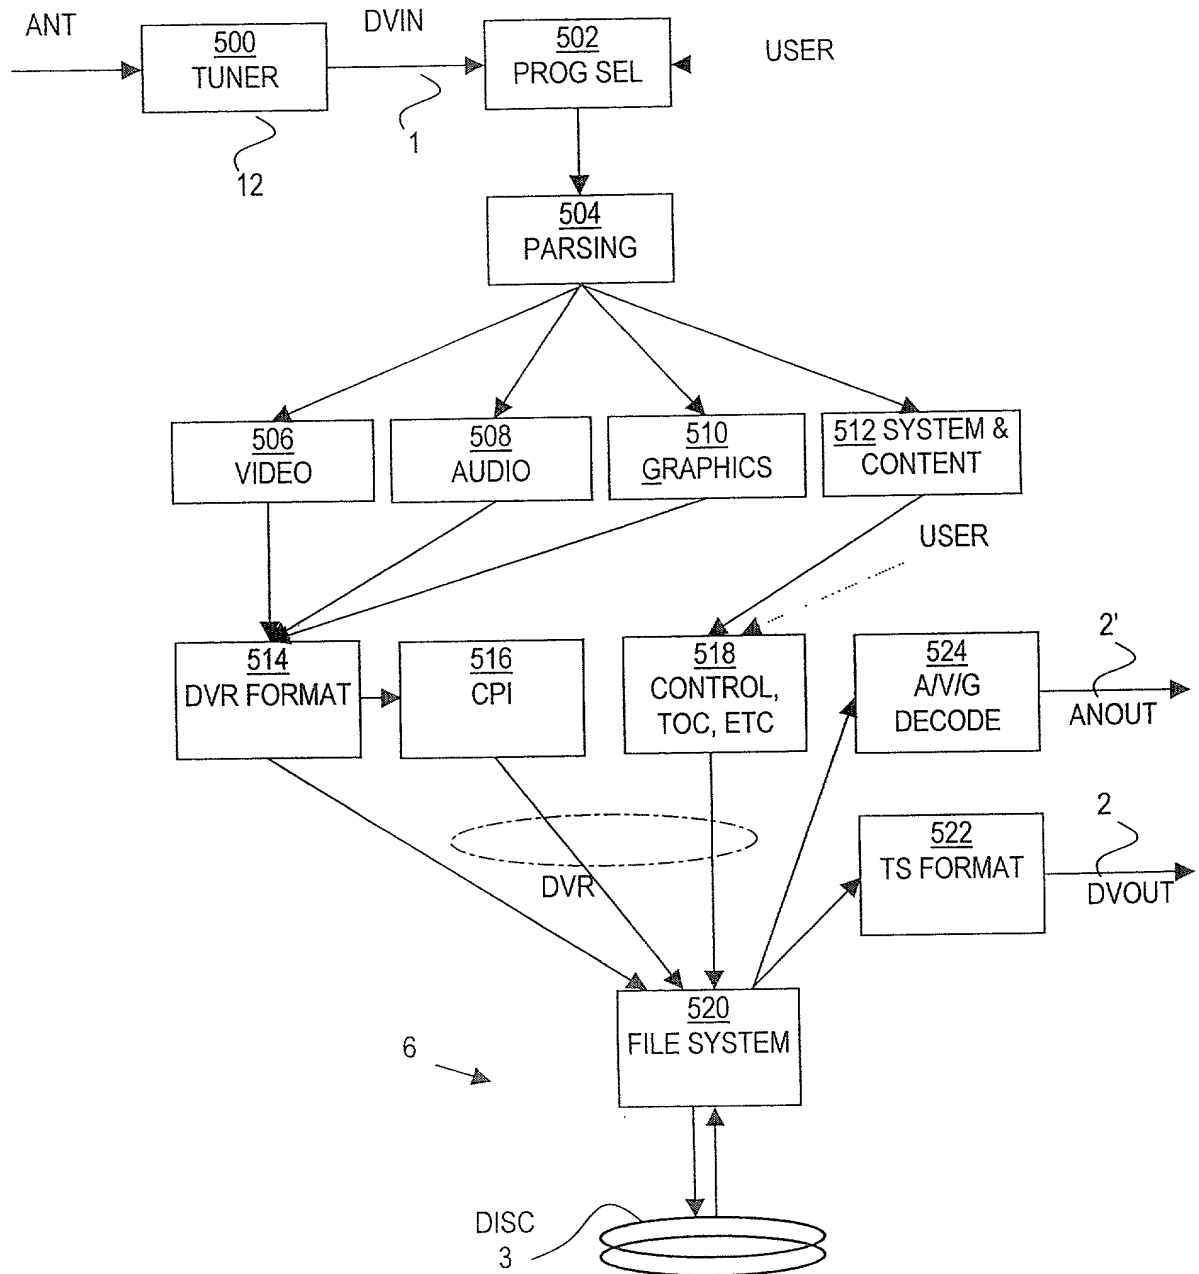 ANT
500
TUNER
DVIN
502
PROG SEL
USER
12
1
504
PARSING
506
VIDEO
508
AUDIO
510
GRAPHICS
512 SYSTEM &
CONTENT
USER
514
DVR FORMAT
516
CPI
518
CONTROL,
TOC, ETC
524
A/V/G
DECODE
2'
ANOUT
522
TS FORMAT
2
DVOUT
DVR
520
FILE SYSTEM
6
DISC
3